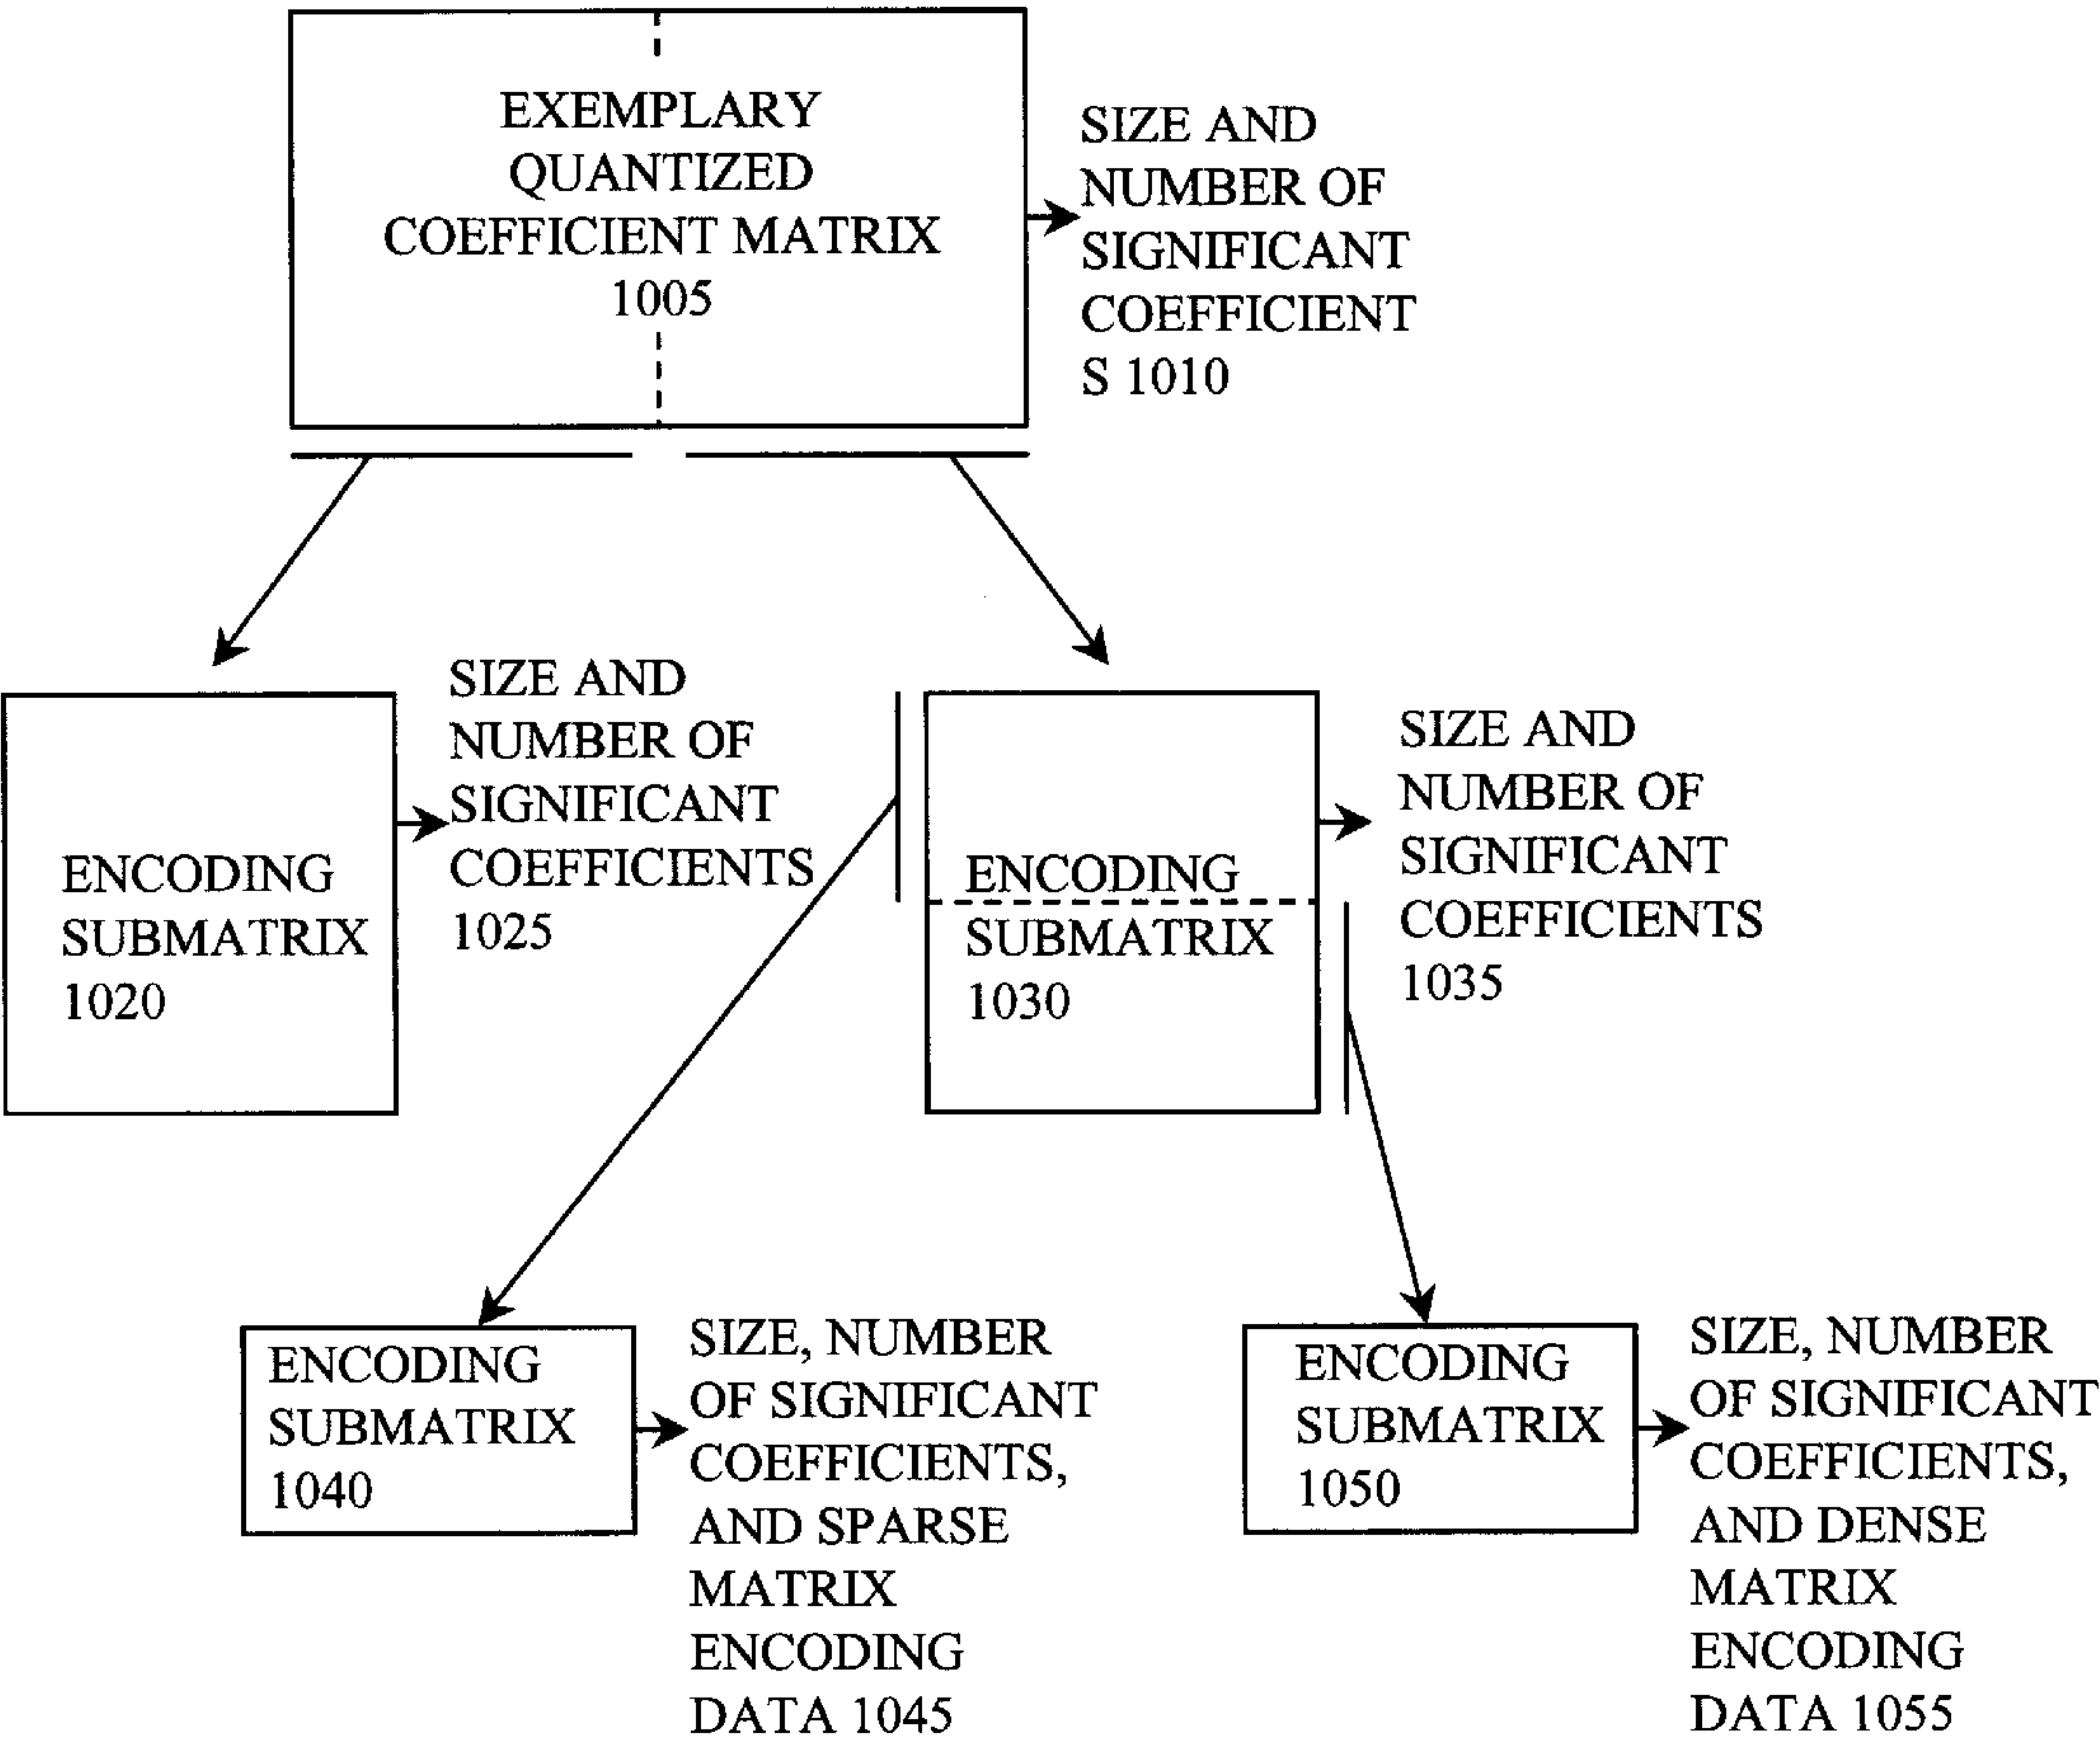 EXEMPLARY
QUANTIZED
COEFFICIENT MATRIX
1005
SIZE AND
NUMBER OF
SIGNIFICANT
COEFFICIENT
S 1010
ENCODING
SUBMATRIX
1020
SIZE AND
NUMBER OF
SIGNIFICANT
COEFFICIENTS
1025
ENCODING
SUBMATRIX
1030
SIZE AND
NUMBER OF
SIGNIFICANT
COEFFICIENTS
1035
ENCODING
SUBMATRIX
1040
SIZE, NUMBER
OF SIGNIFICANT
COEFFICIENTS,
AND SPARSE
MATRIX
ENCODING
DATA 1045
ENCODING
SUBMATRIX
1050
SIZE, NUMBER
OF SIGNIFICANT
COEFFICIENTS,
AND DENSE
MATRIX
ENCODING
DATA 1055